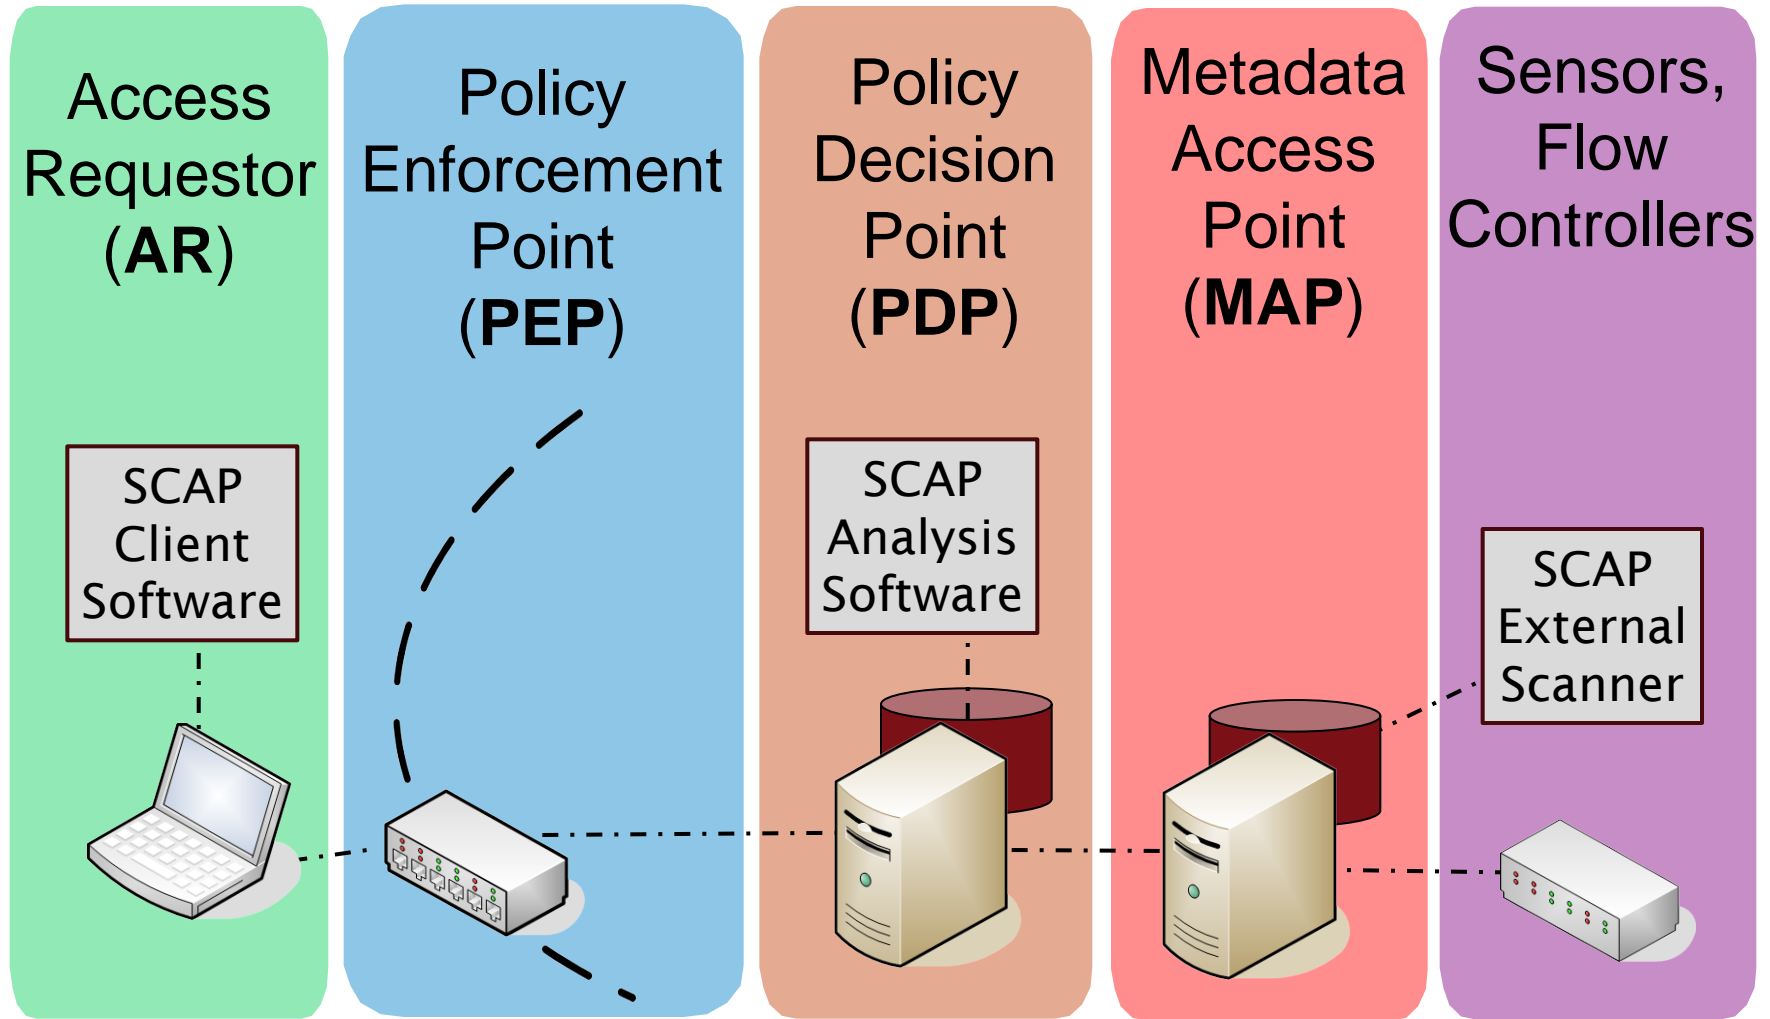 Access
Requestor
(AR)
Policy
Enforcement
Point
(PEP)
Policy
Decision
Point
(PDP)
Metadata
Access
Point
(MAP)
Sensors,
Flow
Controllers
SCAP
Client
Software
SCAP
Analysis
Software
SCAP
External
Scanner